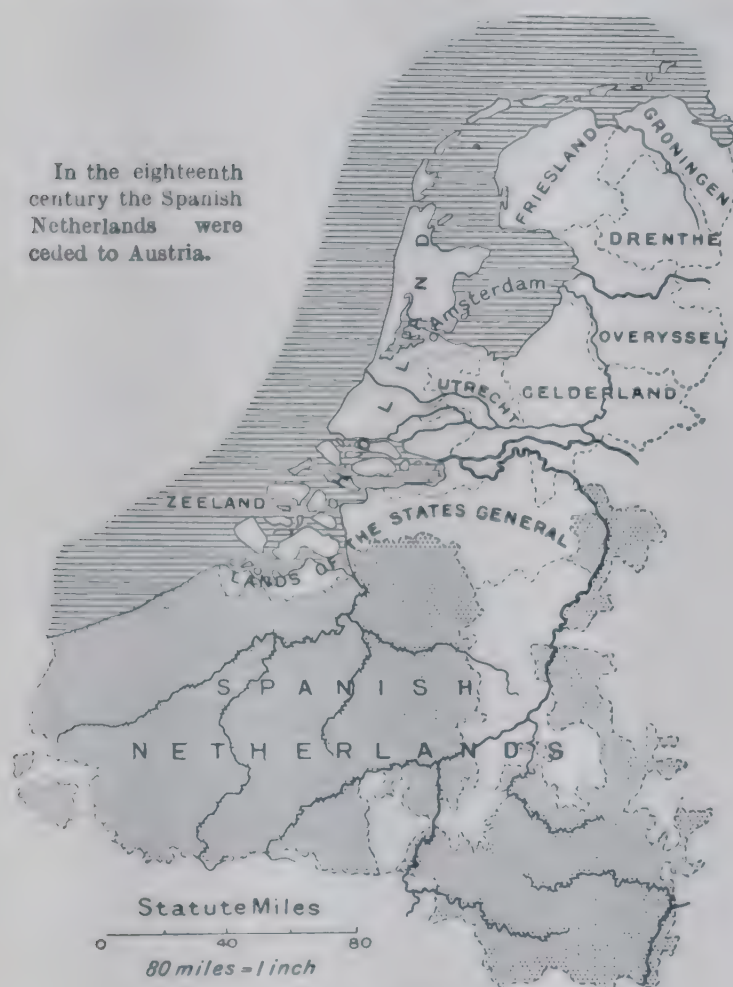 In the eighteenth
century the Spanish
Netherlands were
ceded to Austria.
GRONINGEN
FRIESLAND
DRENTHE
HOLLAND
Amsterdam
OVERYSSEL
UTRECHT
GELDERLAND
ZEELAND
LANDS OF THE STATES GENERAL
SPANISH
NETHERLANDS
Statute Miles
0 40 80
80 miles = 1 inch